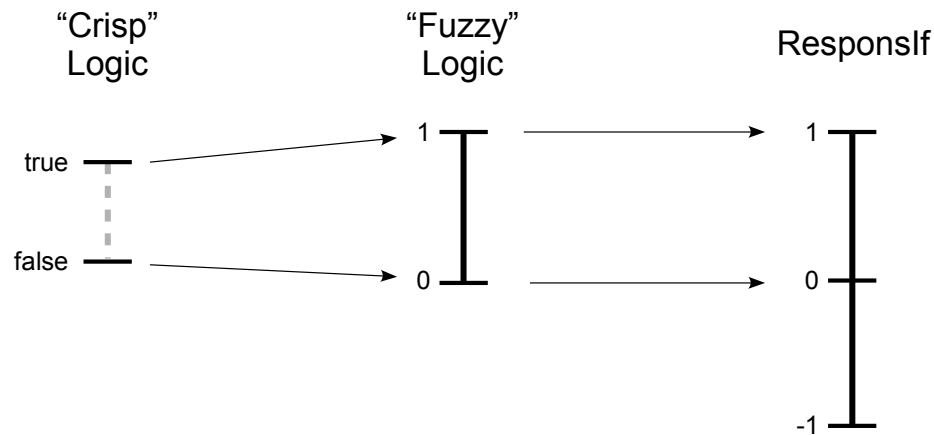 “Crisp”
Logic
“Fuzzy”
Logic
ResponsIf
true
false
1
0
1
0
-1